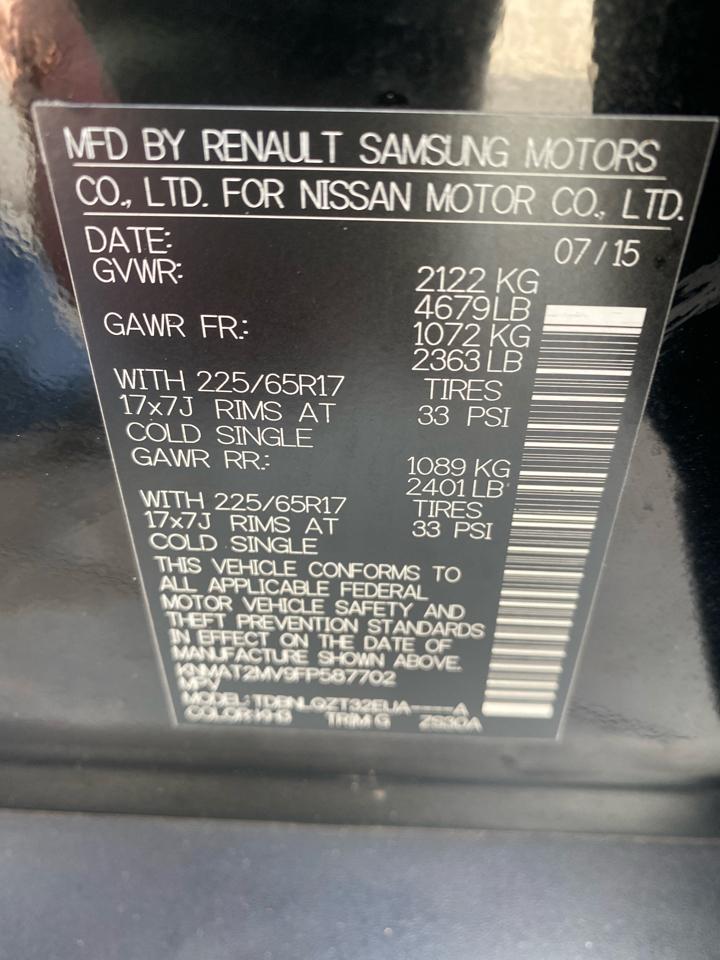 MFD BY RENAULT SAMSUNG MOTORS
CO., LTD. FOR NISSAN MOTOR CO., LTD.
DATE: 07/15
GVWR: 2122 KG
4679LB
GAWR FR: 1072 KG
2363 LB
WITH 225/65R17 TIRES
17x7J RIMS AT 33 PSI
COLD SINGLE
GAWR RR: 1089 KG
2401LB
WITH 225/65R17 TIRES
17x7J RIMS AT 33 PSI
COLD SINGLE
THIS VEHICLE CONFORMS TO
ALL APPLICABLE FEDERAL
MOTOR VEHICLE SAFETY AND
THEFT PREVENTION STANDARDS
IN EFFECT ON THE DATE OF
MANUFACTURE SHOWN ABOVE.
KNMAT2MV9FP587702
MPV
MODEL: TDBNLQZT32EUA----A
COLOR: TRIM: G